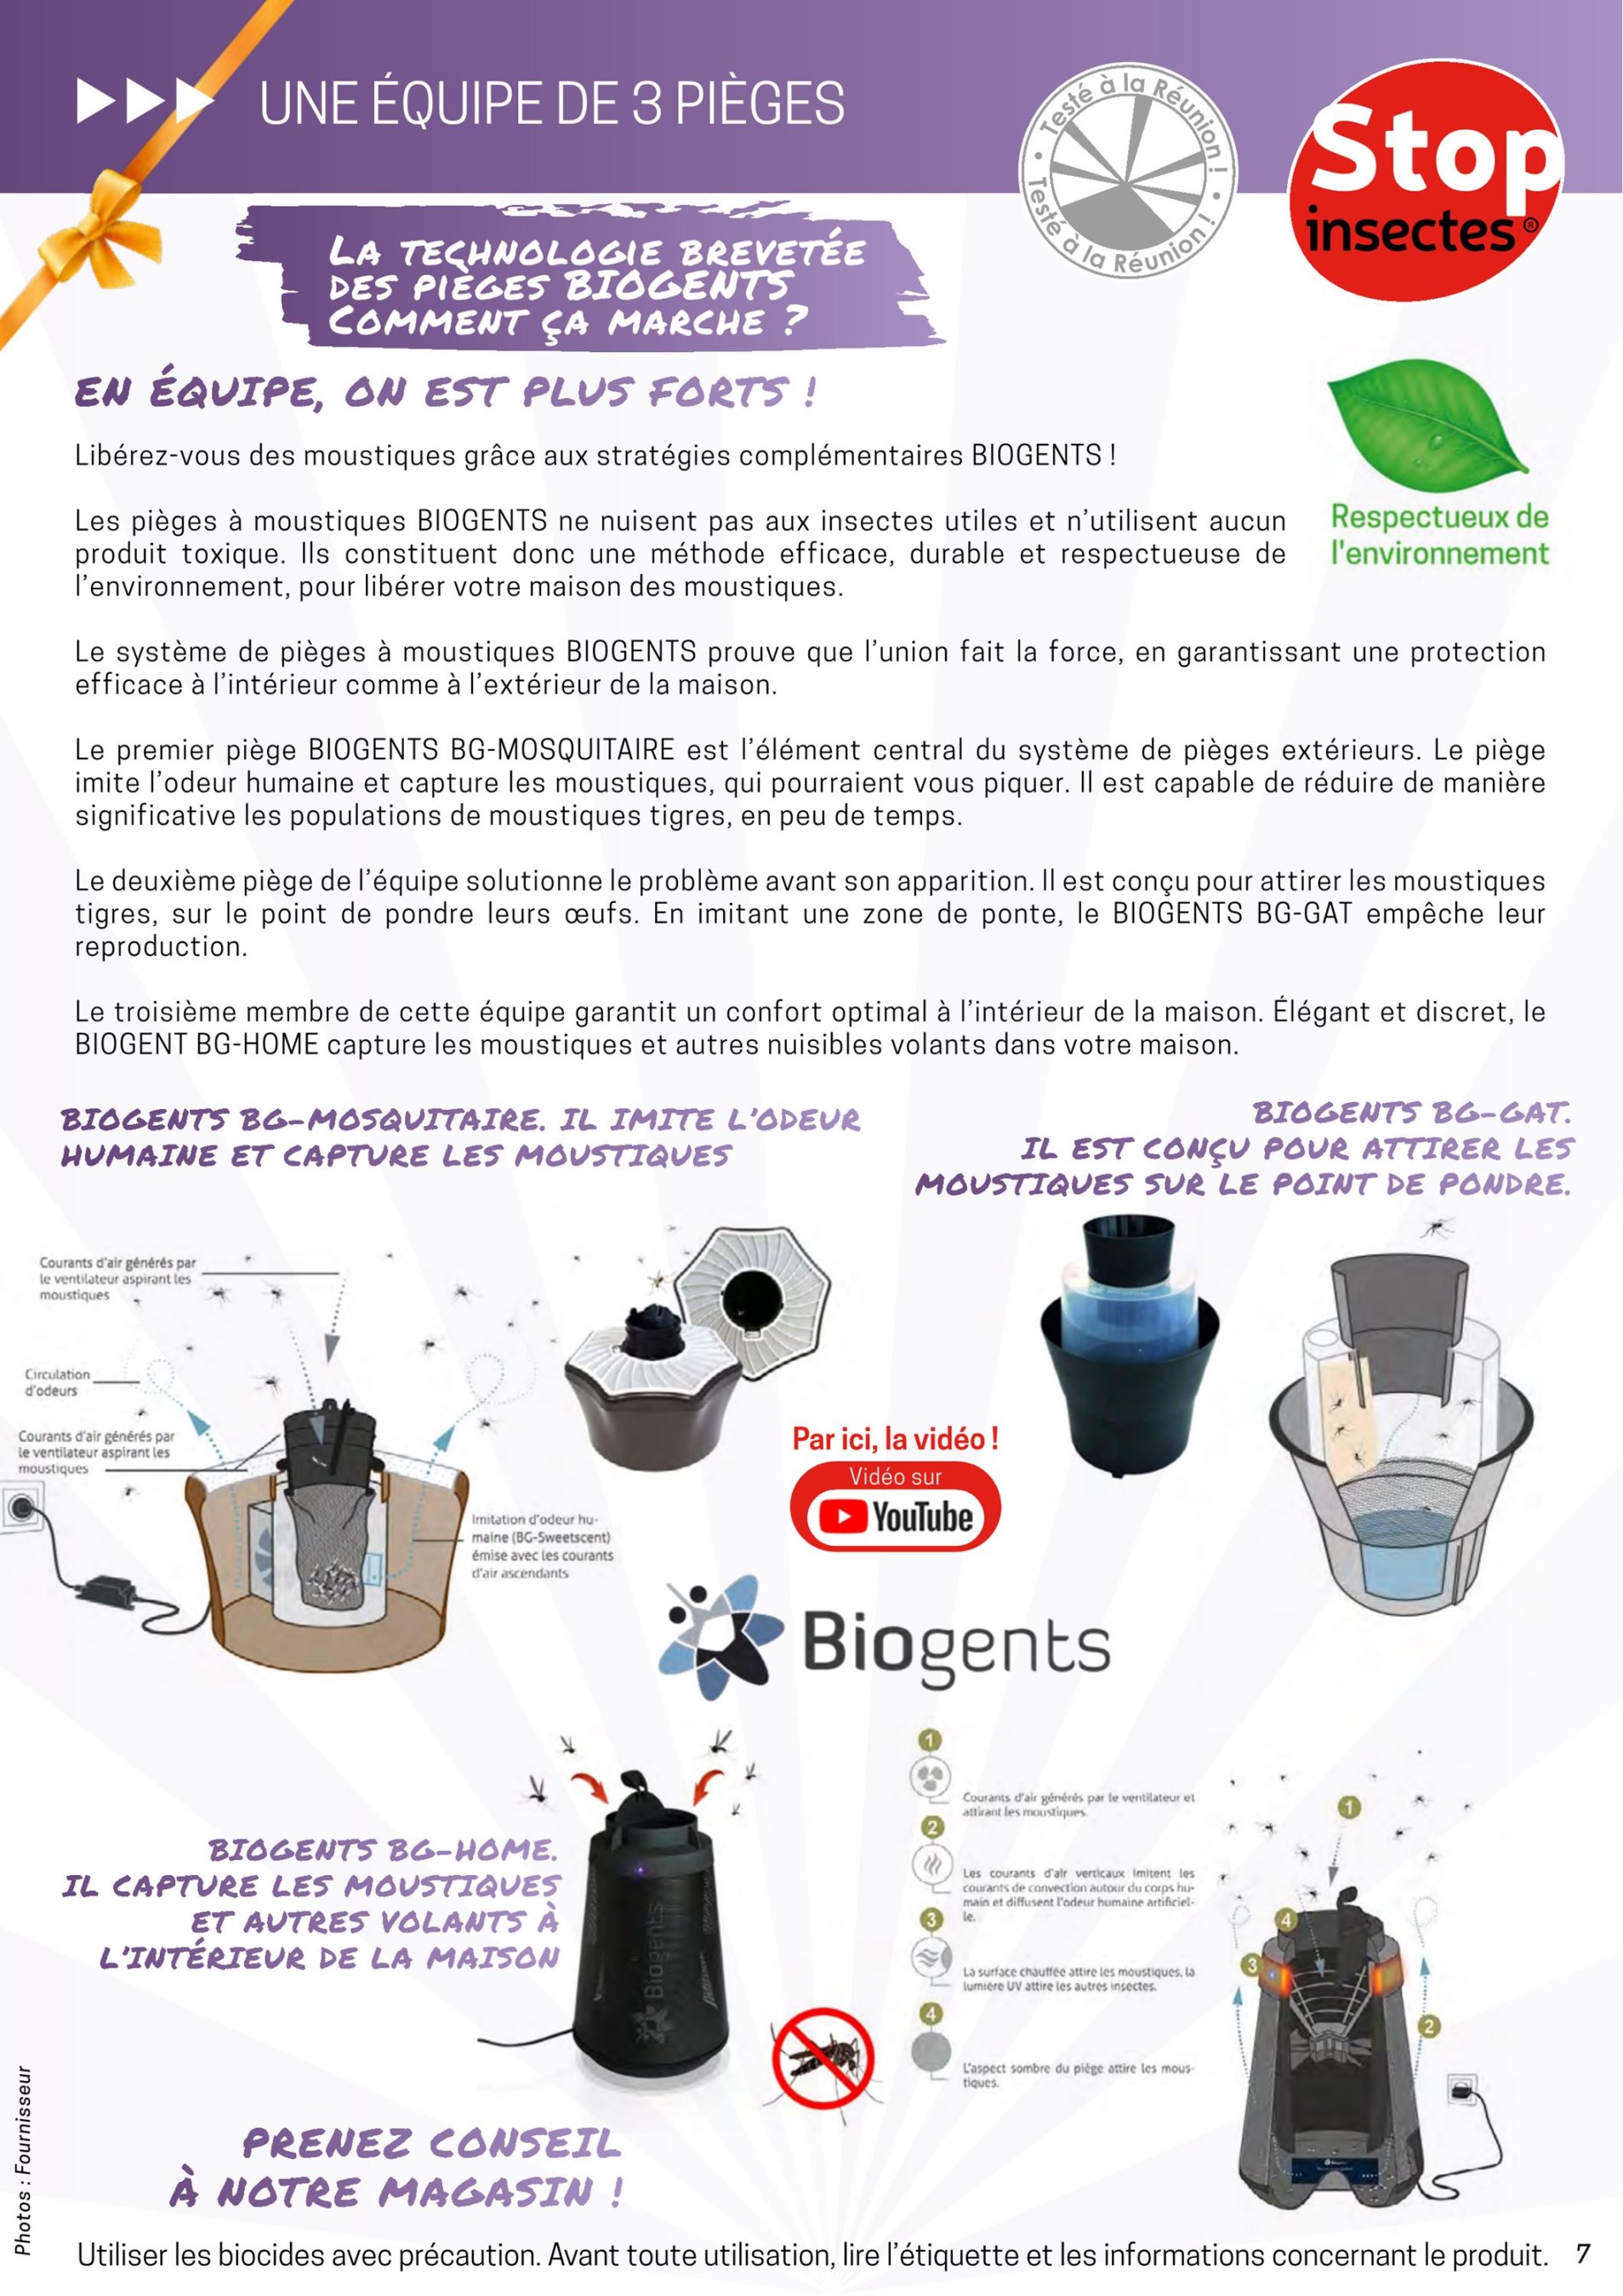 UNE ÉQUIPE DE 3 PIÈGES
• Testé à la Réunion ! • Testé à la Réunion !
Stop
insectes®
LA TECHNOLOGIE BREVETÉE
DES PIÈGES BIOGENTS
COMMENT ÇA MARCHE ?
EN ÉQUIPE, ON EST PLUS FORTS !
Libérez-vous des moustiques grâce aux stratégies complémentaires BIOGENTS !
Les pièges à moustiques BIOGENTS ne nuisent pas aux insectes utiles et n'utilisent aucun
produit toxique. Ils constituent donc une méthode efficace, durable et respectueuse de
l'environnement, pour libérer votre maison des moustiques.
Respectueux de
l'environnement
Le système de pièges à moustiques BIOGENTS prouve que l'union fait la force, en garantissant une protection
efficace à l'intérieur comme à l'extérieur de la maison.
Le premier piège BIOGENTS BG-MOSQUITAIRE est l'élément central du système de pièges extérieurs. Le piège
imite l'odeur humaine et capture les moustiques, qui pourraient vous piquer. Il est capable de réduire de manière
significative les populations de moustiques tigres, en peu de temps.
Le deuxième piège de l'équipe solutionne le problème avant son apparition. Il est conçu pour attirer les moustiques
tigres, sur le point de pondre leurs œufs. En imitant une zone de ponte, le BIOGENTS BG-GAT empêche leur
reproduction.
Le troisième membre de cette équipe garantit un confort optimal à l'intérieur de la maison. Élégant et discret, le
BIOGENT BG-HOME capture les moustiques et autres nuisibles volants dans votre maison.
BIOGENTS BG-MOSQUITAIRE. IL IMITE L'ODEUR
HUMAINE ET CAPTURE LES MOUSTIQUES
BIOGENTS BG-GAT.
IL EST CONÇU POUR ATTIRER LES
MOUSTIQUES SUR LE POINT DE PONDRE.
Courants d'air générés par
le ventilateur aspirant les
moustiques
Circulation
d'odeurs
Courants d'air générés par
le ventilateur aspirant les
moustiques
Imitation d'odeur hu-
maine (BG-Sweetscent)
émise avec les courants
d'air ascendants
Par ici, la vidéo !
Vidéo sur
YouTube
Biogents
BIOGENTS BG-HOME.
IL CAPTURE LES MOUSTIQUES
ET AUTRES VOLANTS À
L'INTÉRIEUR DE LA MAISON
Biogents
1
Courants d'air générés par le ventilateur et
attirant les moustiques.
2
Les courants d'air verticaux imitent les
courants de convection autour du corps hu-
main et diffusent l'odeur humaine artificiel-
le.
3
La surface chauffée attire les moustiques, la
lumière UV attire les autres insectes.
4
L'aspect sombre du piège attire les mous-
tiques.
1
4
3
2
PRENEZ CONSEIL
À NOTRE MAGASIN !
Photos : Fournisseur
Utiliser les biocides avec précaution. Avant toute utilisation, lire l'étiquette et les informations concernant le produit.
7